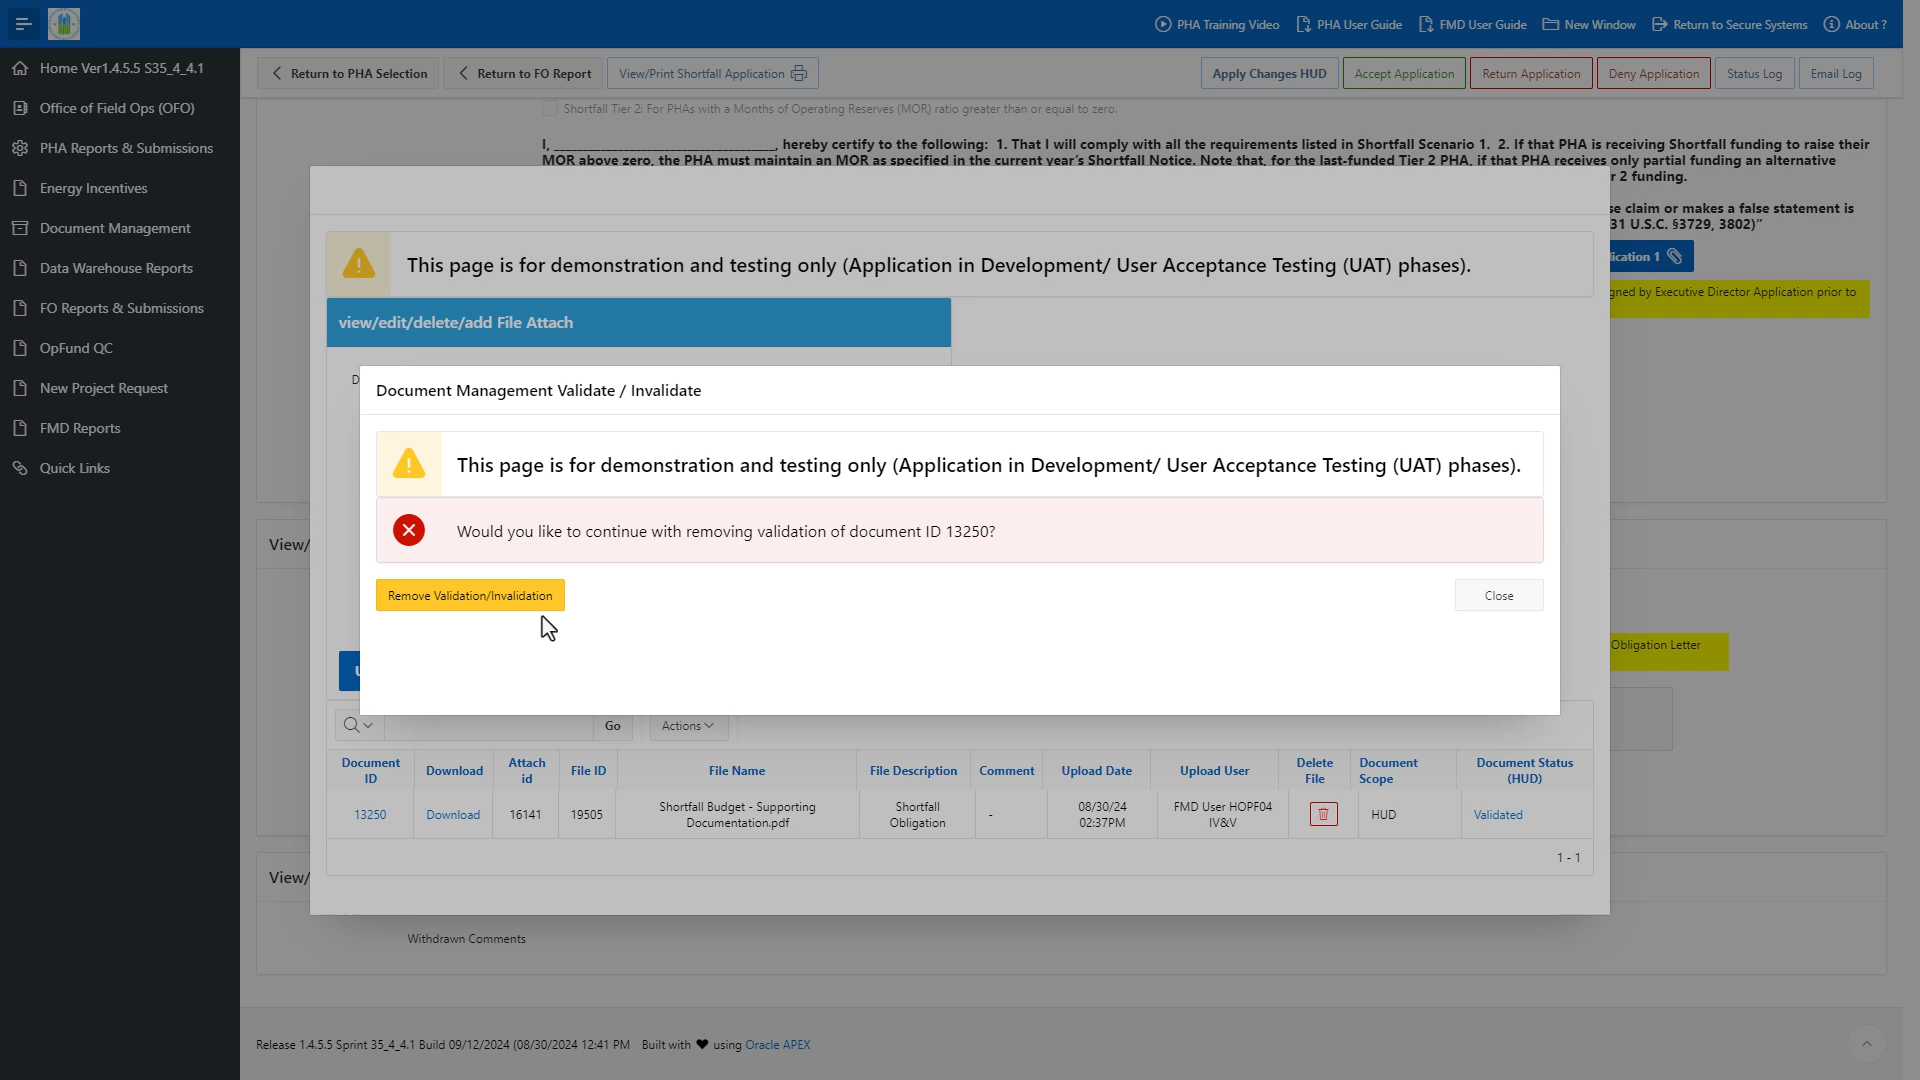 PHA Training Video
PHA User Guide
FMD User Guide
New Window
Return to Secure Systems
About ?
Home Ver1.4.5.5 S35_4_4.1
Office of Field Ops (OFO)
PHA Reports & Submissions
Energy Incentives
Document Management
Data Warehouse Reports
FO Reports & Submissions
OpFund QC
New Project Request
FMD Reports
Quick Links
Return to PHA Selection
Return to FO Report
View/Print Shortfall Application
Apply Changes HUD
Accept Application
Return Application
Deny Application
Status Log
Email Log
Shortfall Tier 2: For PHAs with a Months of Operating Reserves (MOR) ratio greater than or equal to zero.
I, ________________________________, hereby certify to the following: 1. That I will comply with all the requirements listed in Shortfall Scenario 1. 2. If that PHA is receiving Shortfall funding to raise their
MOR above zero, the PHA must maintain an MOR as specified in the current year's Shortfall Notice. Note that, for the last-funded Tier 2 PHA, if that PHA receives only partial funding an alternative
r 2 funding.
se claim or makes a false statement is
31 U.S.C. §3729, 3802)"
ication 1
gned by Executive Director Application prior to
This page is for demonstration and testing only (Application in Development/ User Acceptance Testing (UAT) phases).
view/edit/delete/add File Attach
D
Document Management Validate / Invalidate
This page is for demonstration and testing only (Application in Development/ User Acceptance Testing (UAT) phases).
Would you like to continue with removing validation of document ID 13250?
Remove Validation/Invalidation
Close
View/
Obligation Letter
Go
Actions
Document ID
Download
Attach id
File ID
File Name
File Description
Comment
Upload Date
Upload User
Delete File
Document Scope
Document Status (HUD)
13250
Download
16141
19505
Shortfall Budget - Supporting Documentation.pdf
Shortfall Obligation
-
08/30/24 02:37PM
FMD User HOPF04 IV&V
HUD
Validated
1 - 1
View/
Withdrawn Comments
Release 1.4.5.5 Sprint 35_4_4.1 Build 09/12/2024 (08/30/2024 12:41 PM
Built with ❤ using Oracle APEX